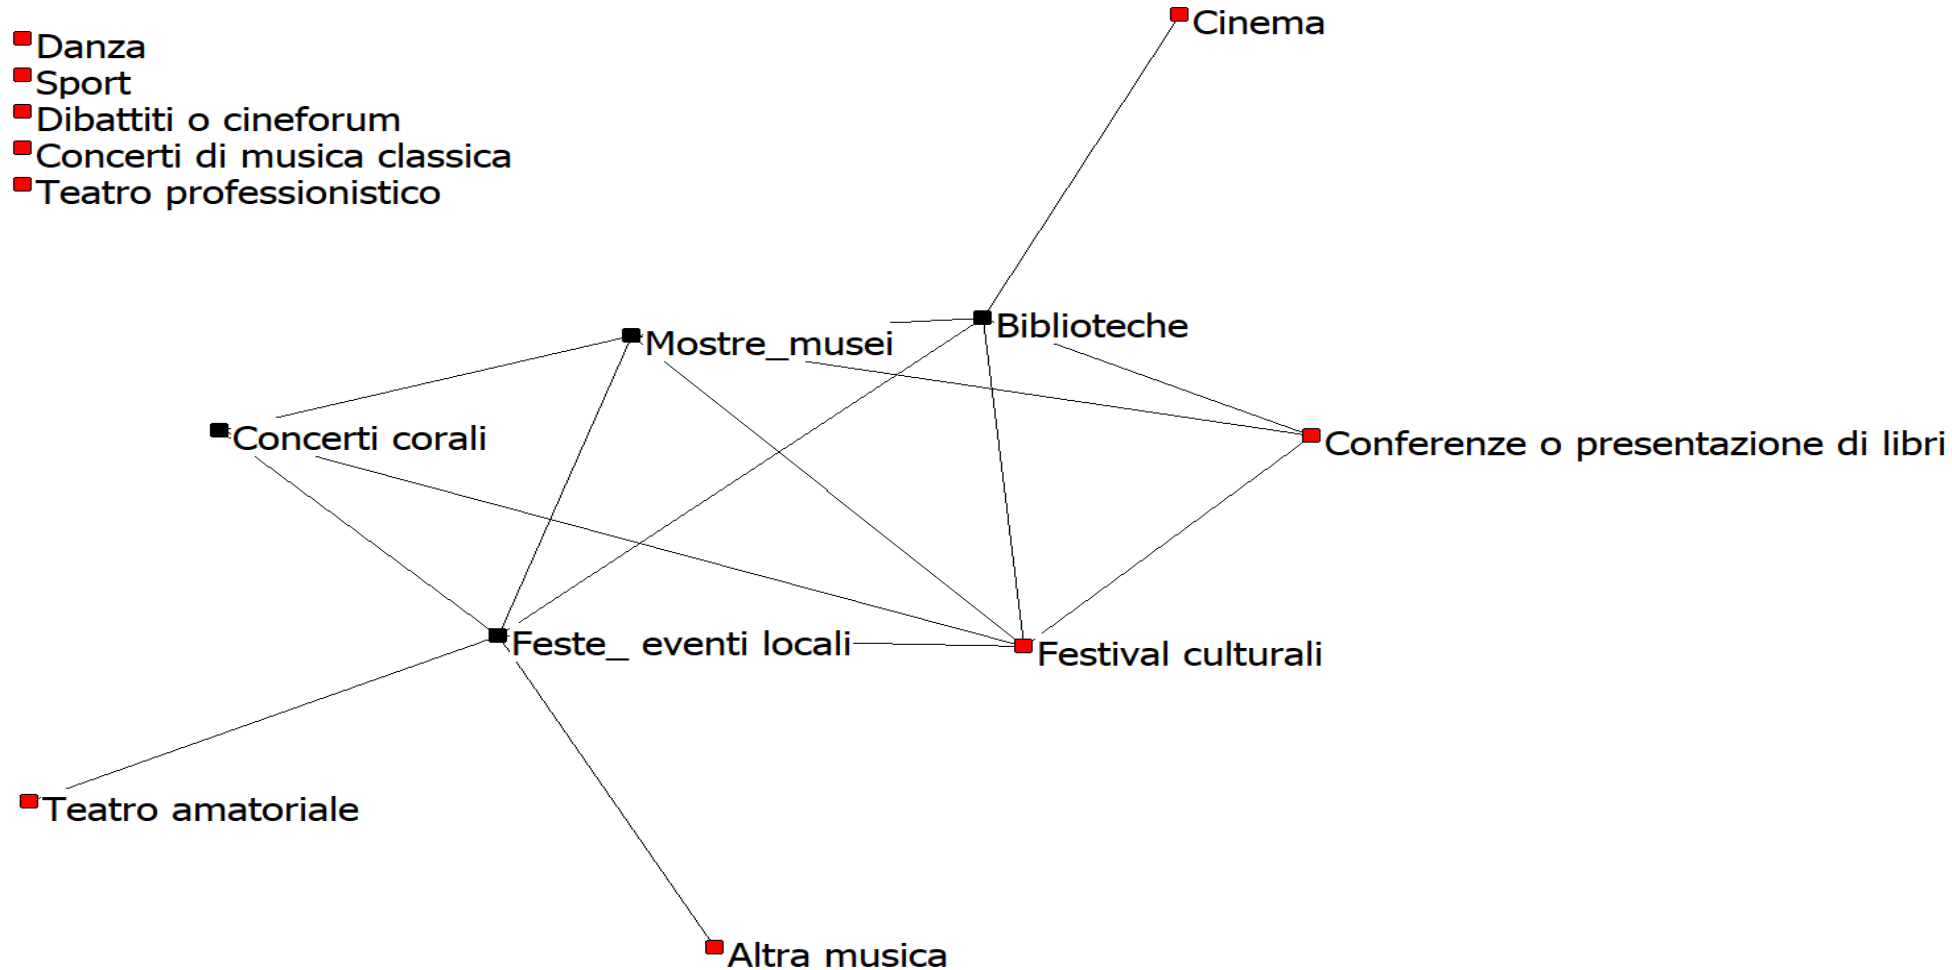 Cinema
Danza
Sport
Dibattiti o cineforum
Concerti di musica classica
Teatro professionistico
Biblioteche
Mostre_musei
Concerti corali
Conferenze o presentazione di libri
Feste_ eventi locali
Festival culturali
Teatro amatoriale
Altra musica